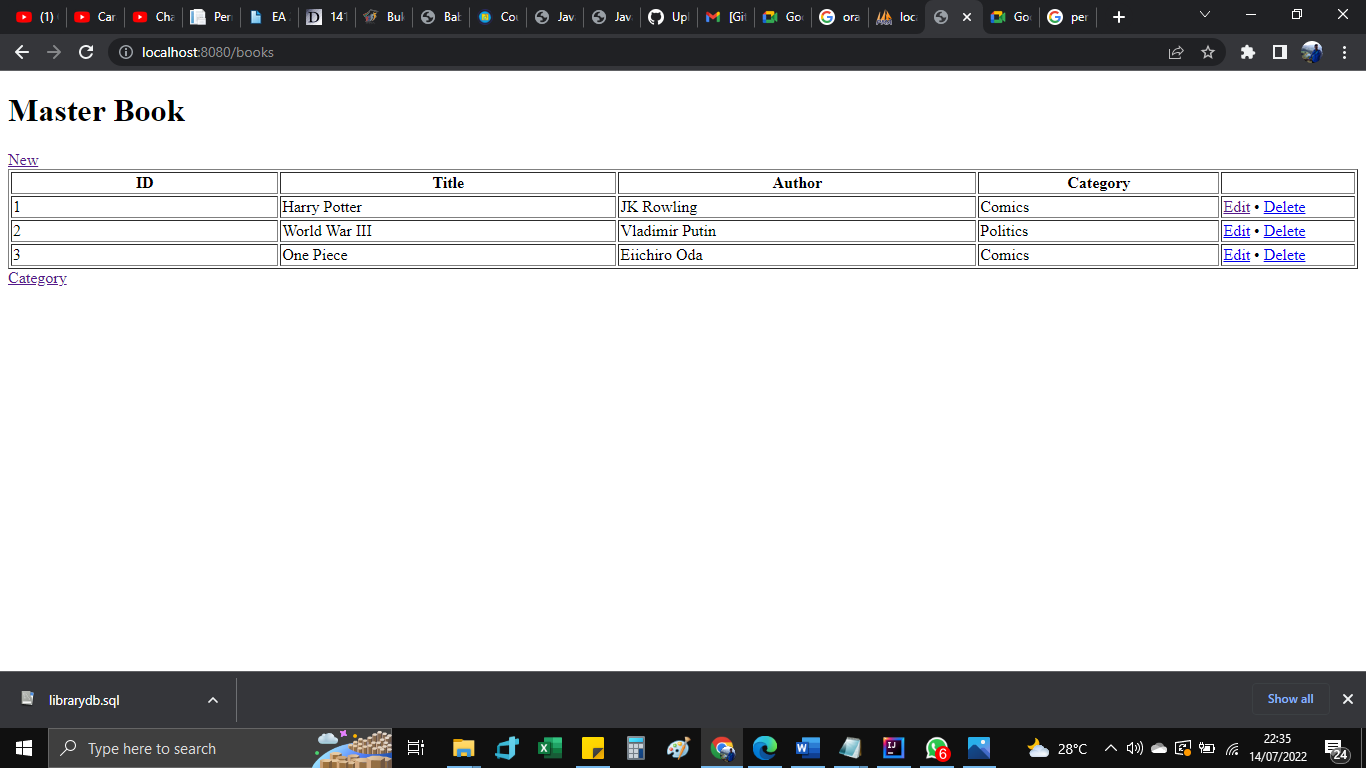 (1) Car Cha Per EA 141 Buk Bab Cou Java Java Upl [Git Goo ora loca Goo per
localhost:8080/books
Master Book
New
ID Title Author Category
1 Harry Potter JK Rowling Comics Edit • Delete
2 World War III Vladimir Putin Politics Edit • Delete
3 One Piece Eiichiro Oda Comics Edit • Delete
Category
librarydb.sql Show all
Type here to search 6 28°C 22:35
14/07/2022 24